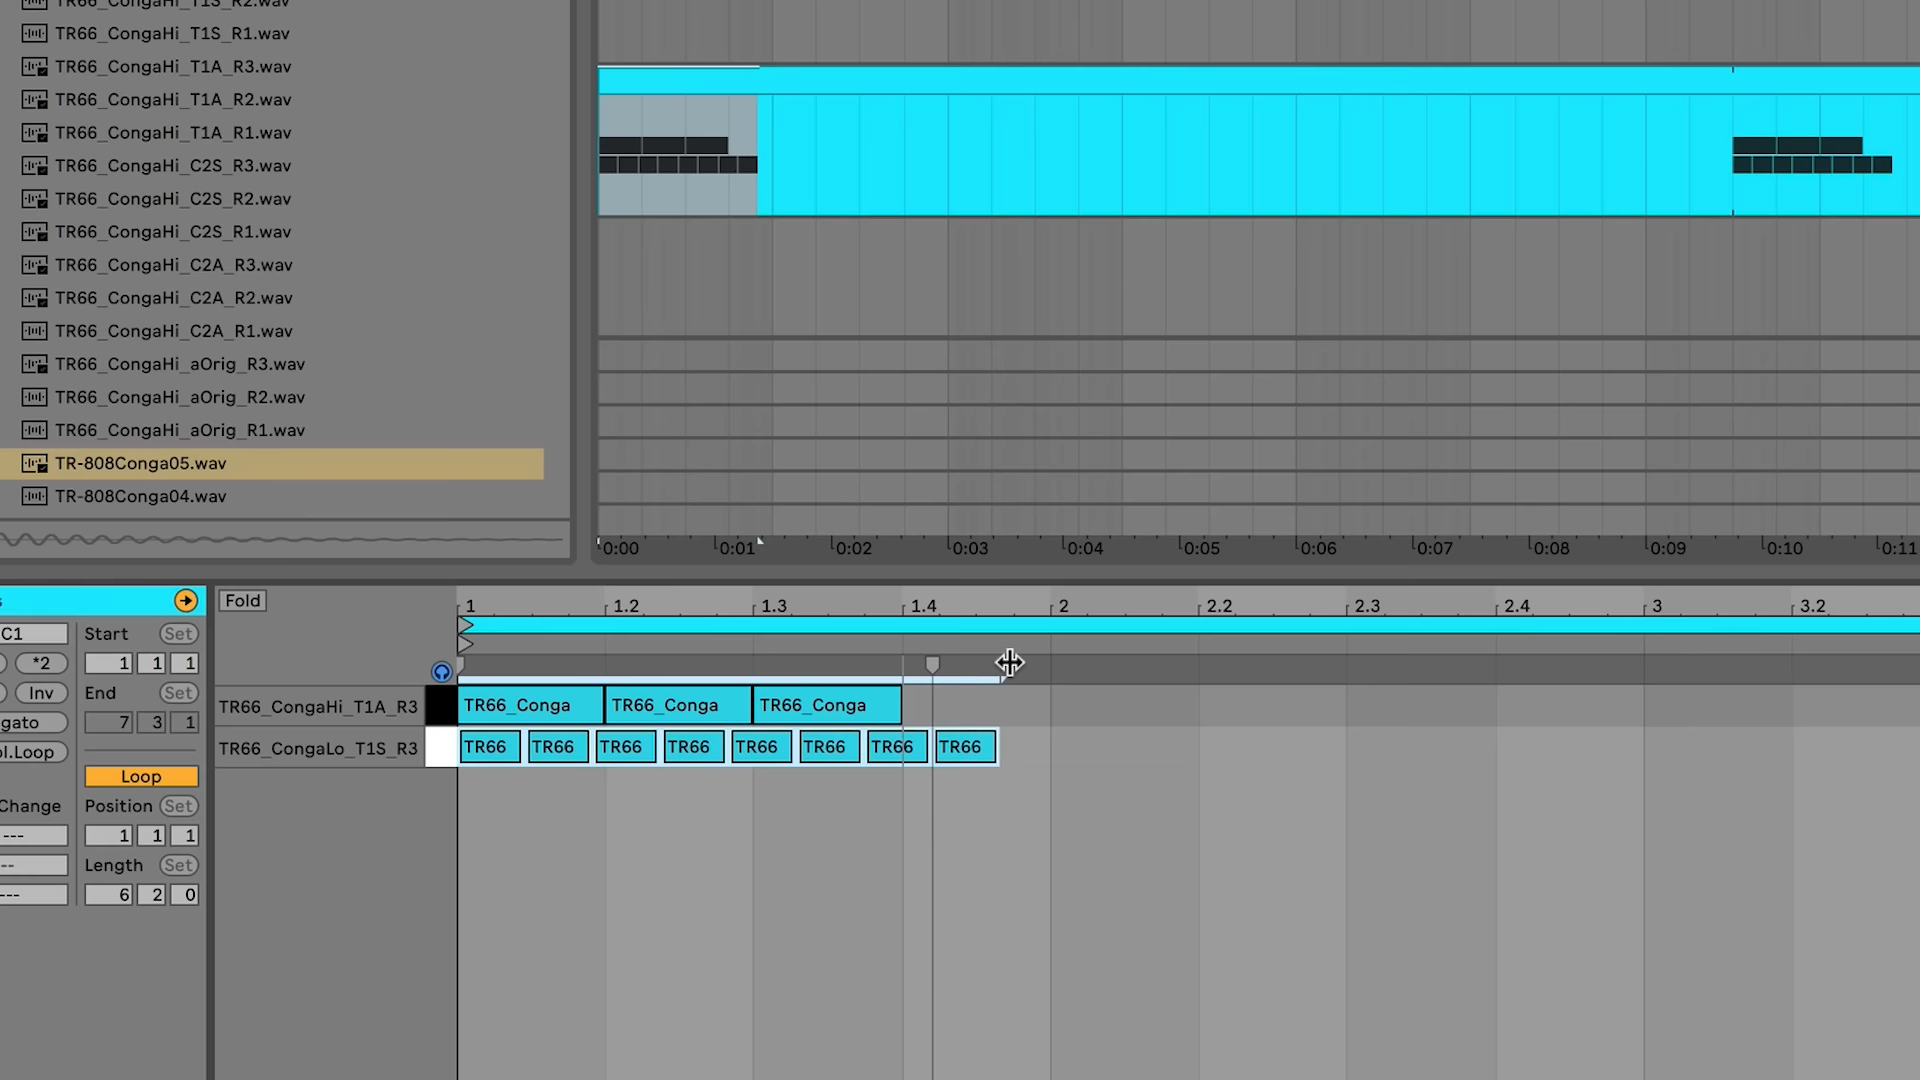 TR66_CongaHi_T1S_R2.wav
TR66_CongaHi_T1S_R1.wav
TR66_CongaHi_T1A_R3.wav
TR66_CongaHi_T1A_R2.wav
TR66_CongaHi_T1A_R1.wav
TR66_CongaHi_C2S_R3.wav
TR66_CongaHi_C2S_R2.wav
TR66_CongaHi_C2S_R1.wav
TR66_CongaHi_C2A_R3.wav
TR66_CongaHi_C2A_R2.wav
TR66_CongaHi_C2A_R1.wav
TR66_CongaHi_aOrig_R3.wav
TR66_CongaHi_aOrig_R2.wav
TR66_CongaHi_aOrig_R1.wav
TR-808Conga05.wav
TR-808Conga04.wav
0:00 0:01 0:02 0:03 0:04 0:05 0:06 0:07 0:08 0:09 0:10 0:11
s
C1 Start Set
*2 1 1 1
Inv End Set
gato 7 3 1
ol.Loop
Loop
Change Position Set
--- 1 1 1
-- Length Set
--- 6 2 0
Fold 1 1.2 1.3 1.4 2 2.2 2.3 2.4 3 3.2
TR66_CongaHi_T1A_R3 TR66_Conga TR66_Conga TR66_Conga
TR66_CongaLo_T1S_R3 TR66 TR66 TR66 TR66 TR66 TR66 TR66 TR66